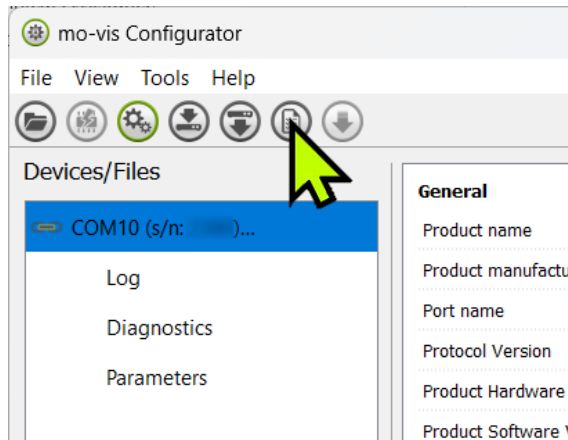 mo-vis Configurator
File View Tools Help
Devices/Files
COM10 (s/n: )...
Log
Diagnostics
Parameters
General
Product name
Product manufactu
Port name
Protocol Version
Product Hardware
Product Software V